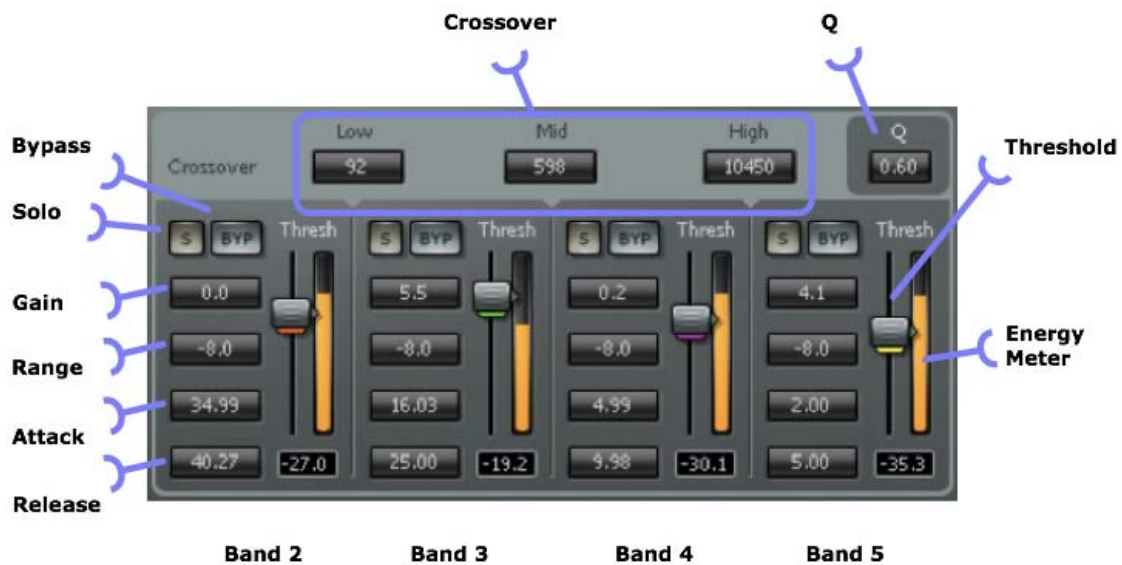 Crossover
Q
Low Mid High Q
Bypass
Threshold
Crossover 92 598 10450 0.60
Solo
S BYP Thresh S BYP Thresh S BYP Thresh S BYP Thresh
Gain
0.0 5.5 0.2 4.1
Energy
Meter
Range
-8.0 -8.0 -8.0 -8.0
Attack
34.99 16.03 4.99 2.00
Release
40.27 -27.0 25.00 -19.2 9.98 -30.1 5.00 -35.3
Band 2 Band 3 Band 4 Band 5